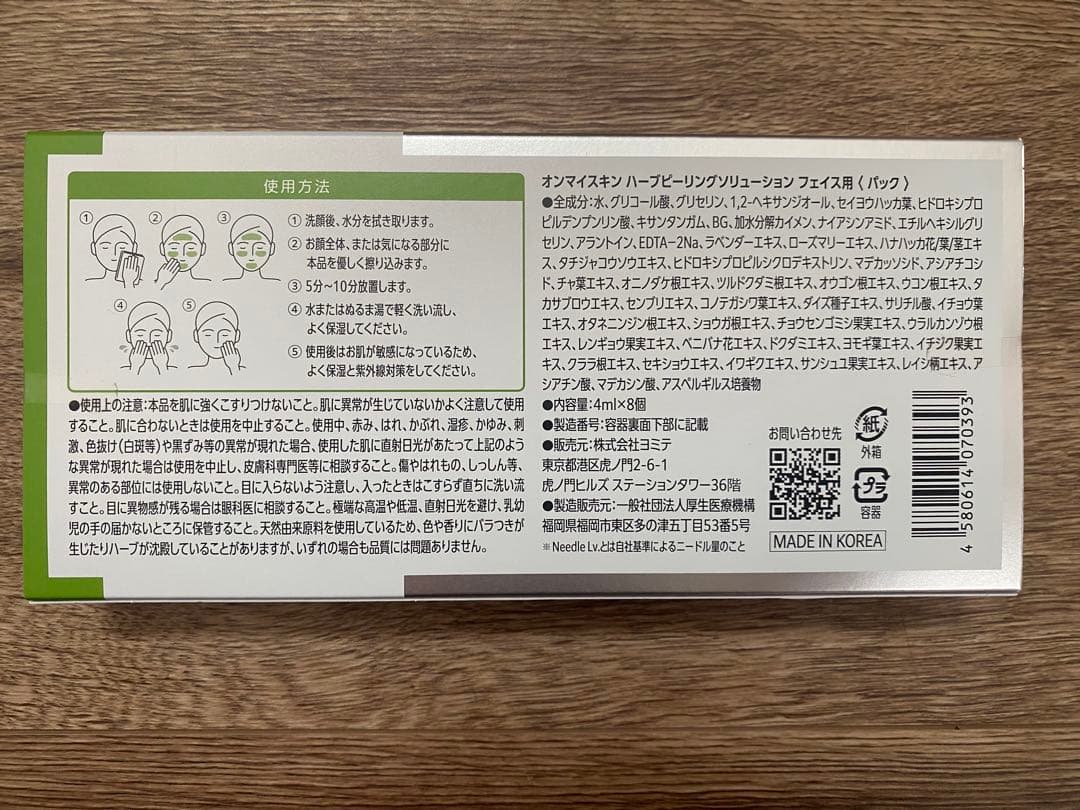 使用方法
①
②
③
④
⑤
① 洗顔後、水分を拭き取ります。
② お顔全体、または気になる部分に
本品を優しく擦り込みます。
③ 5分〜10分放置します。
④ 水またはぬるま湯で軽く洗い流し、
よく保湿してください。
⑤ 使用後はお肌が敏感になっているため、
よく保湿と紫外線対策をしてください。
●使用上の注意:本品を肌に強くこすりつけないこと。肌に異常が生じていないかよく注意して使用
すること。肌に合わないときは使用を中止すること。使用中、赤み、はれ、かぶれ、湿疹、かゆみ、刺
激、色抜け(白斑等)や黒ずみ等の異常が現れた場合、使用した肌に直射日光があたって上記のよう
な異常が現れた場合は使用を中止し、皮膚科専門医等に相談すること。傷やはれもの、しっしん等、
異常のある部位には使用しないこと。目に入らないよう注意し、入ったときはこすらず直ちに洗い流
すこと。目に異物感が残る場合は眼科医に相談すること。極端な高温や低温、直射日光を避け、乳幼
児の手の届かないところに保管すること。天然由来原料を使用しているため、色や香りにバラつきが
生じたりハーブが沈殿していることがありますが、いずれの場合も品質には問題ありません。
オンマイスキン ハーブピーリングソリューション フェイス用〈 パック 〉
●全成分:水、グリコール酸、グリセリン、1,2-ヘキサンジオール、セイヨウハッカ葉、ヒドロキシプロ
ピルデンプンリン酸、キサンタンガム、BG、加水分解カイメン、ナイアシンアミド、エチルヘキシルグリ
セリン、アラントイン、EDTA-2Na、ラベンダーエキス、ローズマリーエキス、ハナハッカ花/葉/茎エキ
ス、タチジャコウソウエキス、ヒドロキシプロピルシクロデキストリン、マデカッソシド、アシアチコシ
ド、チャ葉エキス、オニノダケ根エキス、ツルドクダミ根エキス、オウゴン根エキス、ウコン根エキス、タ
カサブロウエキス、センブリエキス、コノテガシワ葉エキス、ダイズ種子エキス、サリチル酸、イチョウ葉
エキス、オタネニンジン根エキス、ショウガ根エキス、チョウセンゴミシ果実エキス、ウラルカンゾウ根
エキス、レンギョウ果実エキス、ベニバナ花エキス、ドクダミエキス、ヨモギ葉エキス、イチジク果実エ
キス、クララ根エキス、セキショウエキス、イワギクエキス、サンシュユ果実エキス、レイシ柄エキス、ア
シアチン酸、マデカシン酸、アスペルギルス培養物
●内容量:4ml×8個
●製造番号:容器裏面下部に記載
●販売元:株式会社ヨミテ
東京都港区虎ノ門2-6-1
虎ノ門ヒルズ ステーションタワー36階
●製造販売元:一般社団法人厚生医療機構
福岡県福岡市東区多の津五丁目53番5号
※Needle Lv.とは自社基準によるニードル量のこと
お問い合わせ先
MADE IN KOREA
紙
外箱
プラ
容器
4 580614 070393